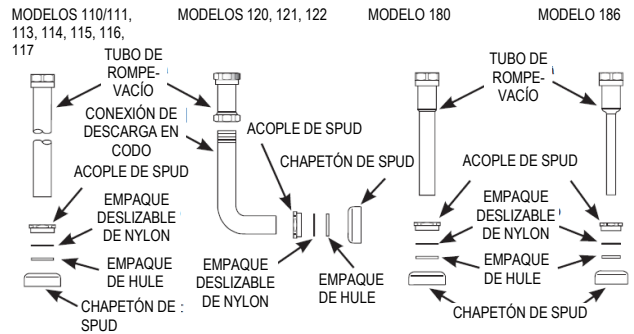 MODELOS 110/111,
113, 114, 115, 116,
117
MODELOS 120, 121, 122
MODELO 180
MODELO 186
TUBO DE
ROMPE-
VACÍO
CONEXIÓN DE
DESCARGA EN
CODO
ACOPLE DE SPUD
EMPAQUE
DESLIZABLE
DE NYLON
EMPAQUE
DE HULE
CHAPETÓN DE :
SPUD
ACOPLE DE SPUD
CHAPETÓN DE SPUD
EMPAQUE
DESLIZABLE
DE NYLON
EMPAQUE
DE HULE
TUBO DE
ROMPE-
VACÍO
ACOPLE DE SPUD
EMPAQUE
DESLIZABLE
DE NYLON
EMPAQUE
DE HULE
CHAPETÓN DE SPUD